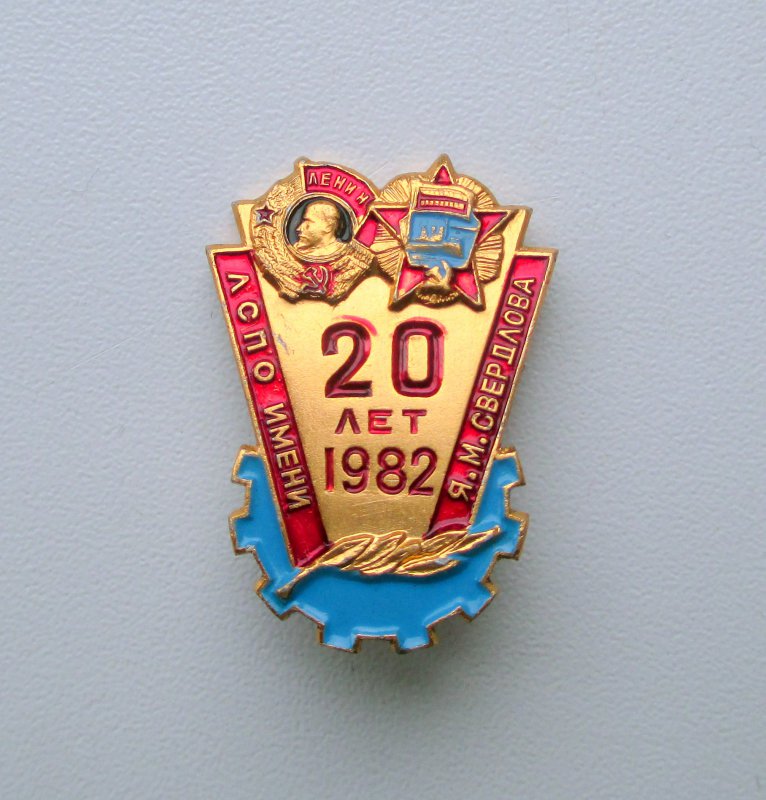 ЛЕНИН
ЛСПО ИМЕНИ
Я.М.СВЕРДЛОВА
20
ЛЕТ
1982